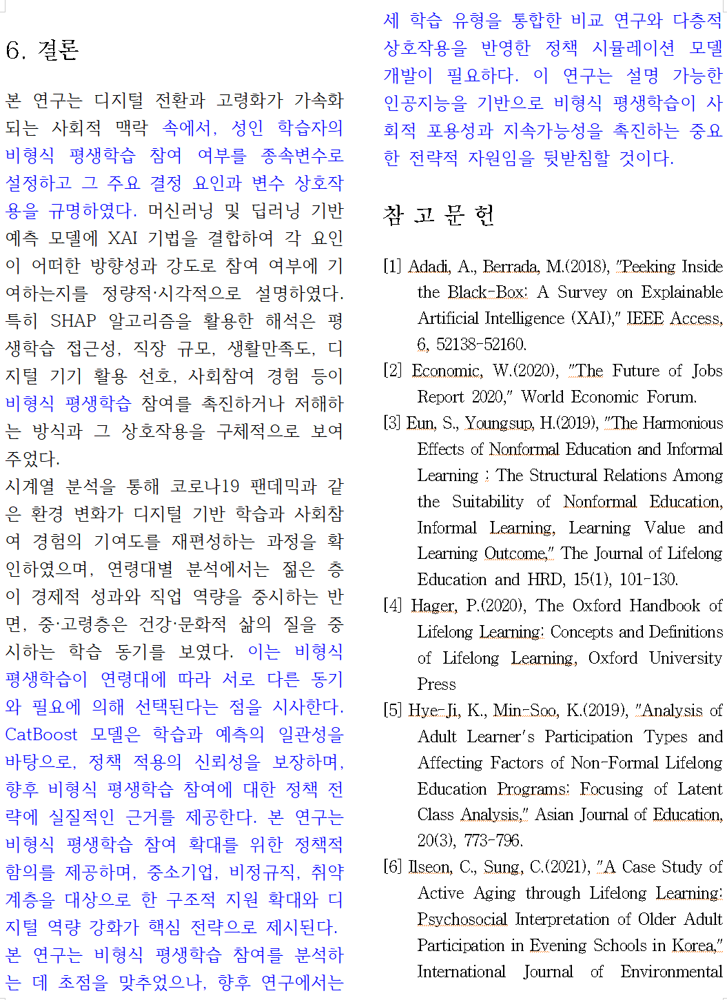 6. 결론
본 연구는 디지털 전환과 고령화가 가속화
되는 사회적 맥락 속에서, 성인 학습자의
비형식 평생학습 참여 여부를 종속변수로
설정하고 그 주요 결정 요인과 변수 상호작
용을 규명하였다. 머신러닝 및 딥러닝 기반
예측 모델에 XAI 기법을 결합하여 각 요인
이 어떠한 방향성과 강도로 참여 여부에 기
여하는지를 정량적·시각적으로 설명하였다.
특히 SHAP 알고리즘을 활용한 해석은 평
생학습 접근성, 직장 규모, 생활만족도, 디
지털 기기 활용 선호, 사회참여 경험 등이
비형식 평생학습 참여를 촉진하거나 저해하
는 방식과 그 상호작용을 구체적으로 보여
주었다.
시계열 분석을 통해 코로나19 팬데믹과 같
은 환경 변화가 디지털 기반 학습과 사회참
여 경험의 기여도를 재편성하는 과정을 확
인하였으며, 연령대별 분석에서는 젊은 층
이 경제적 성과와 직업 역량을 중시하는 반
면, 중·고령층은 건강·문화적 삶의 질을 중
시하는 학습 동기를 보였다. 이는 비형식
평생학습이 연령대에 따라 서로 다른 동기
와 필요에 의해 선택된다는 점을 시사한다.
CatBoost 모델은 학습과 예측의 일관성을
바탕으로, 정책 적용의 신뢰성을 보장하며,
향후 비형식 평생학습 참여에 대한 정책 전
략에 실질적인 근거를 제공한다. 본 연구는
비형식 평생학습 참여 확대를 위한 정책적
함의를 제공하며, 중소기업, 비정규직, 취약
계층을 대상으로 한 구조적 지원 확대와 디
지털 역량 강화가 핵심 전략으로 제시된다.
본 연구는 비형식 평생학습 참여를 분석하
는 데 초점을 맞추었으나, 향후 연구에서는
세 학습 유형을 통합한 비교 연구와 다층적
상호작용을 반영한 정책 시뮬레이션 모델
개발이 필요하다. 이 연구는 설명 가능한
인공지능을 기반으로 비형식 평생학습이 사
회적 포용성과 지속가능성을 촉진하는 중요
한 전략적 자원임을 뒷받침할 것이다.
참 고 문 헌
[1] Adadi, A., Berrada, M.(2018), "Peeking Inside
the Black-Box: A Survey on Explainable
Artificial Intelligence (XAI)," IEEE Access,
6, 52138-52160.
[2] Economic, W.(2020), "The Future of Jobs
Report 2020," World Economic Forum.
[3] Eun, S., Youngsup, H.(2019), "The Harmonious
Effects of Nonformal Education and Informal
Learning : The Structural Relations Among
the Suitability of Nonformal Education,
Informal Learning, Learning Value and
Learning Outcome," The Journal of Lifelong
Education and HRD, 15(1), 101-130.
[4] Hager, P.(2020), The Oxford Handbook of
Lifelong Learning: Concepts and Definitions
of Lifelong Learning, Oxford University
Press
[5] Hye-Ji, K., Min-Soo, K.(2019), "Analysis of
Adult Learner's Participation Types and
Affecting Factors of Non-Formal Lifelong
Education Programs: Focusing of Latent
Class Analysis," Asian Journal of Education,
20(3), 773-796.
[6] Ilseon, C., Sung, C.(2021), "A Case Study of
Active Aging through Lifelong Learning:
Psychosocial Interpretation of Older Adult
Participation in Evening Schools in Korea,"
International Journal of Environmental